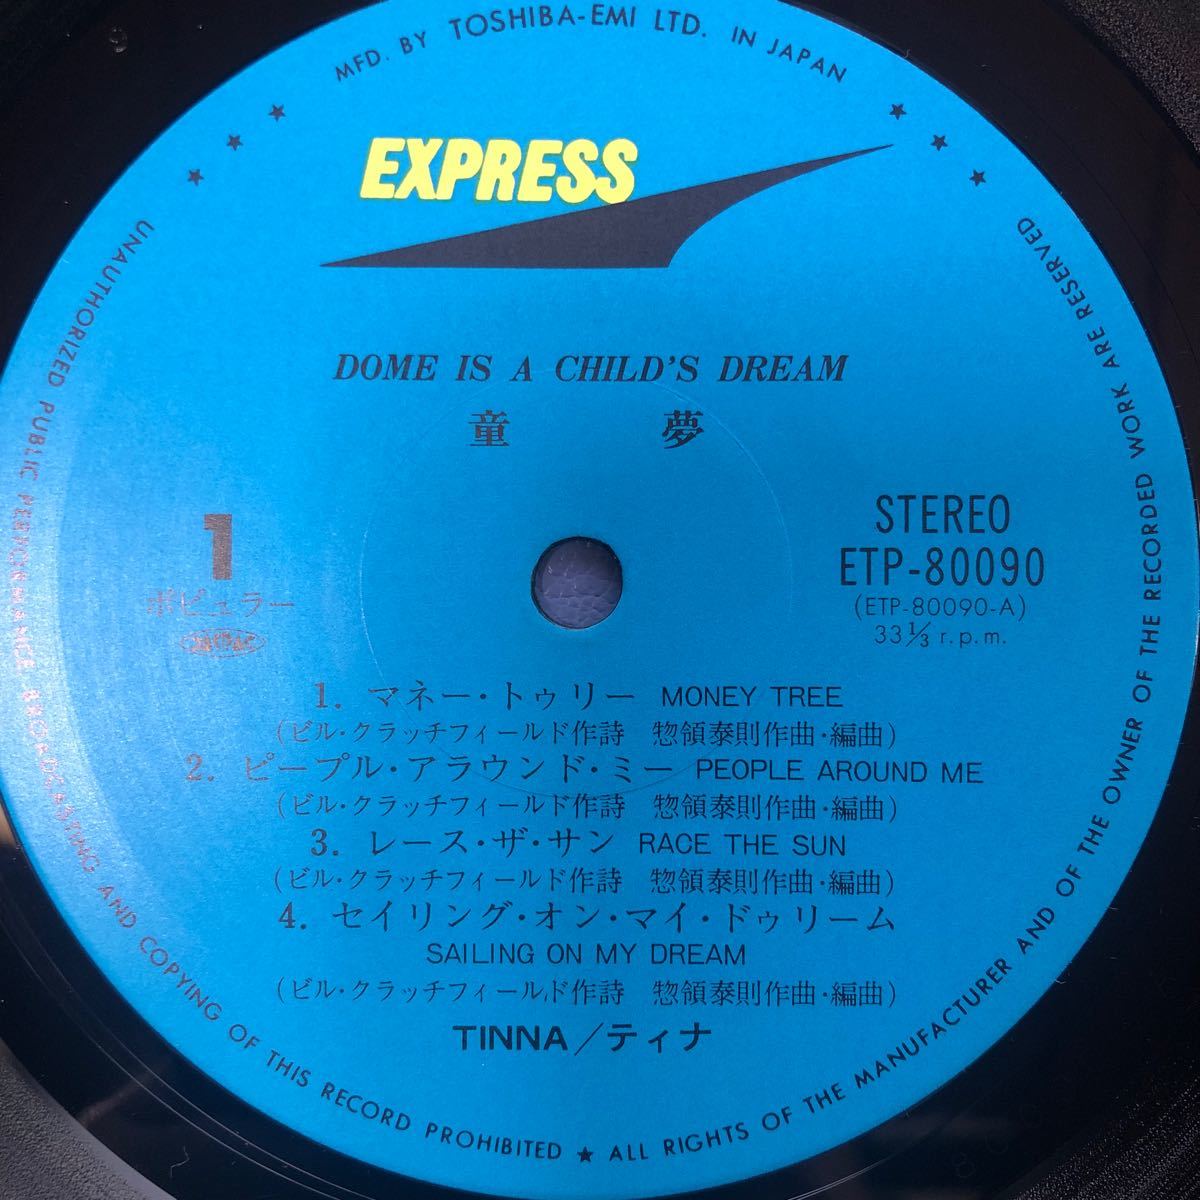 MFD. BY TOSHIBA-EMI LTD. IN JAPAN
EXPRESS
DOME IS A CHILD'S DREAM
童 夢
1
ポピュラー
STEREO
ETP-80090
(ETP-80090-A)
33 1/3 r.p.m.
1. マネー・トゥリー MONEY TREE
(ビル・クラッチフィールド作詩 惣領泰則作曲・編曲)
2. ピープル・アラウンド・ミー PEOPLE AROUND ME
(ビル・クラッチフィールド作詩 惣領泰則作曲・編曲)
3. レース・ザ・サン RACE THE SUN
(ビル・クラッチフィールド作詩 惣領泰則作曲・編曲)
4. セイリング・オン・マイ・ドゥリーム
SAILING ON MY DREAM
(ビル・クラッチフィールド作詩 惣領泰則作曲・編曲)
TINNA/ティナ
UNAUTHORIZED PUBLIC PERFORMANCE BROADCASTING AND COPYING OF THIS RECORD PROHIBITED ★ ALL RIGHTS OF THE MANUFACTURER AND OF THE OWNER OF THE RECORDED WORK ARE RESERVED